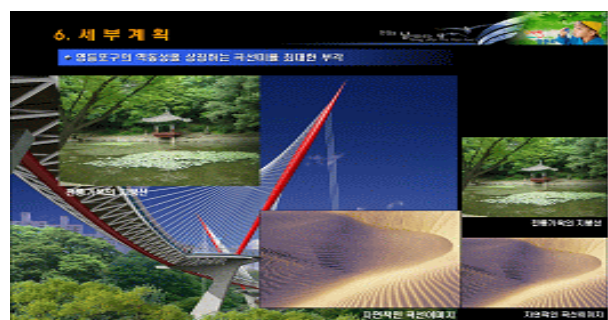 6. 세 부 계 획
영등포구의 역동성을 상징하는 곡선미를 최대한 부각
전통가옥의 지붕선
전통가옥의 지붕선
자연적인 곡선이미지
자연적인 곡선이미지